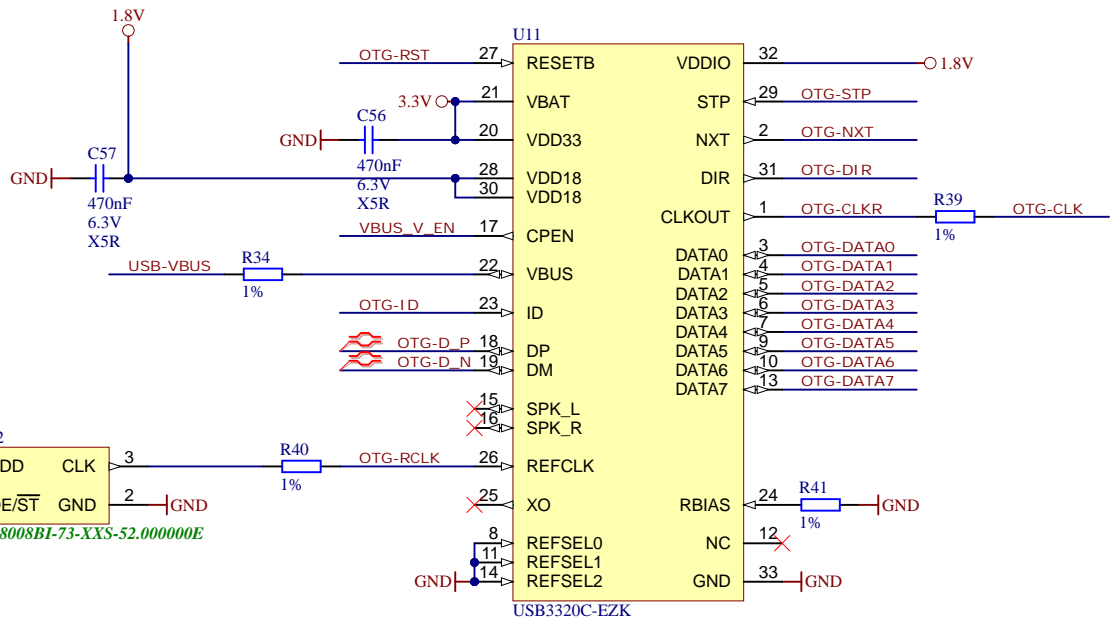 1.8V
U11
OTG-RST 27 RESETB
VDDIO 32 1.8V
3.3V 21 VBAT
STP 29 OTG-STP
C56
GND 20 VDD33
NXT 2 OTG-NXT
470nF
6.3V
X5R
C57
GND
470nF
6.3V
X5R
28 VDD18
30 VDD18
DIR 31 OTG-DIR
VBUS_V_EN 17 CPEN
CLKOUT 1 OTG-CLKR R39 OTG-CLK
1%
USB-VBUS R34 22 VBUS
1%
DATA0 3 OTG-DATA0
DATA1 4 OTG-DATA1
DATA2 5 OTG-DATA2
DATA3 6 OTG-DATA3
DATA4 7 OTG-DATA4
DATA5 9 OTG-DATA5
DATA6 10 OTG-DATA6
DATA7 13 OTG-DATA7
OTG-ID 23 ID
OTG-D_P 18 DP
OTG-D_N 19 DM
15 SPK_L
16 SPK_R
2
DD CLK 3 R40 OTG-RCLK 26 REFCLK
1%
E/ST GND 2 GND
8008BI-73-XXS-52.000000E
25 XO
RBIAS 24 R41 GND
1%
8 REFSEL0
NC 12
11 REFSEL1
GND 14 REFSEL2
GND 33 GND
USB3320C-EZK